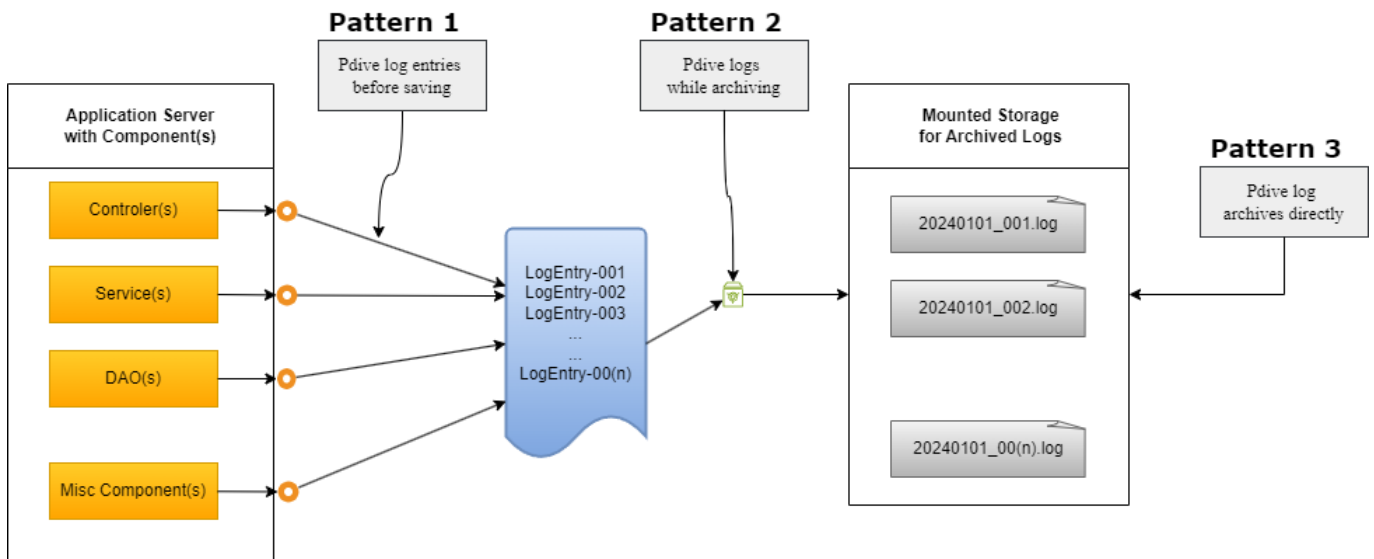 Pattern 1
Pdive log entries
before saving
Pattern 2
Pdive logs
while archiving
Application Server
with Component(s)
Controler(s)
Service(s)
DAO(s)
Misc Component(s)
LogEntry-001
LogEntry-002
LogEntry-003
...
...
LogEntry-00(n)
Mounted Storage
for Archived Logs
20240101_001.log
20240101_002.log
20240101_00(n).log
Pattern 3
Pdive log
archives directly